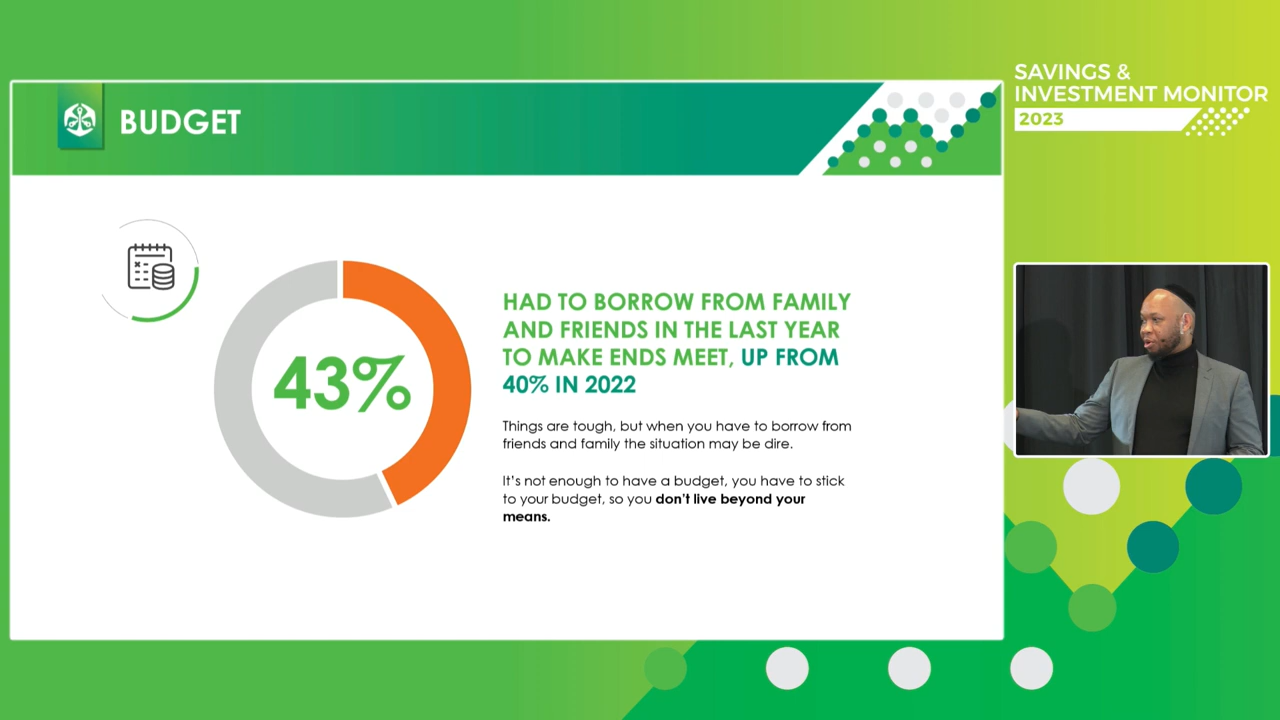 BUDGET
SAVINGS &
INVESTMENT MONITOR
2023
43%
HAD TO BORROW FROM FAMILY
AND FRIENDS IN THE LAST YEAR
TO MAKE ENDS MEET, UP FROM
40% IN 2022
Things are tough, but when you have to borrow from
friends and family the situation may be dire.
It's not enough to have a budget, you have to stick
to your budget, so you don't live beyond your
means.